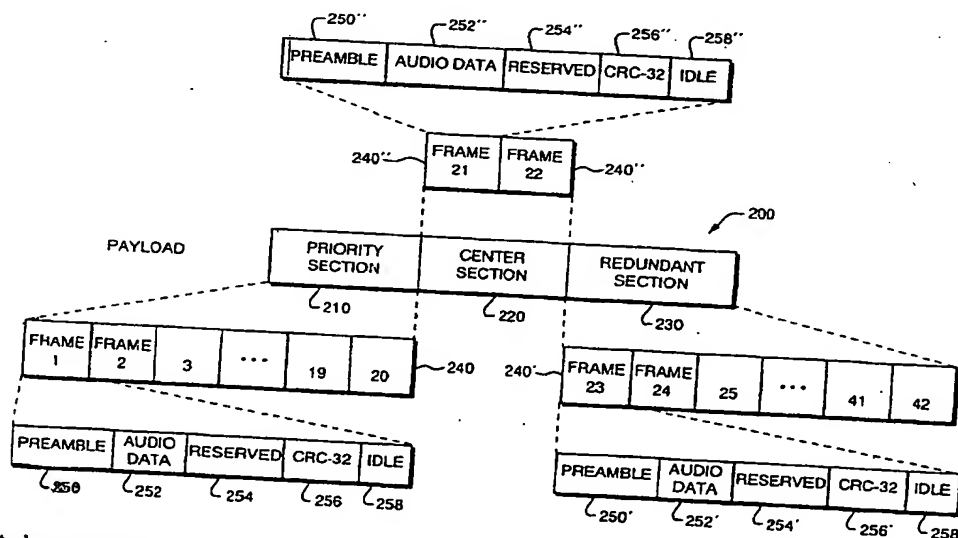 250" 252" 254" 256" 258"
PREAMBLE AUDIO DATA RESERVED CRC-32 IDLE
240" FRAME 21 FRAME 22 240"
200
PAYLOAD PRIORITY SECTION CENTER SECTION REDUNDANT SECTION
210 220 230
FRAME 1 FRAME 2 3 ... 19 20 240
240' FRAME 23 FRAME 24 25 ... 41 42
PREAMBLE AUDIO DATA RESERVED CRC-32 IDLE
250 252 254 256 258
PREAMBLE AUDIO DATA RESERVED CRC-32 IDLE
250' 252' 254' 256' 258